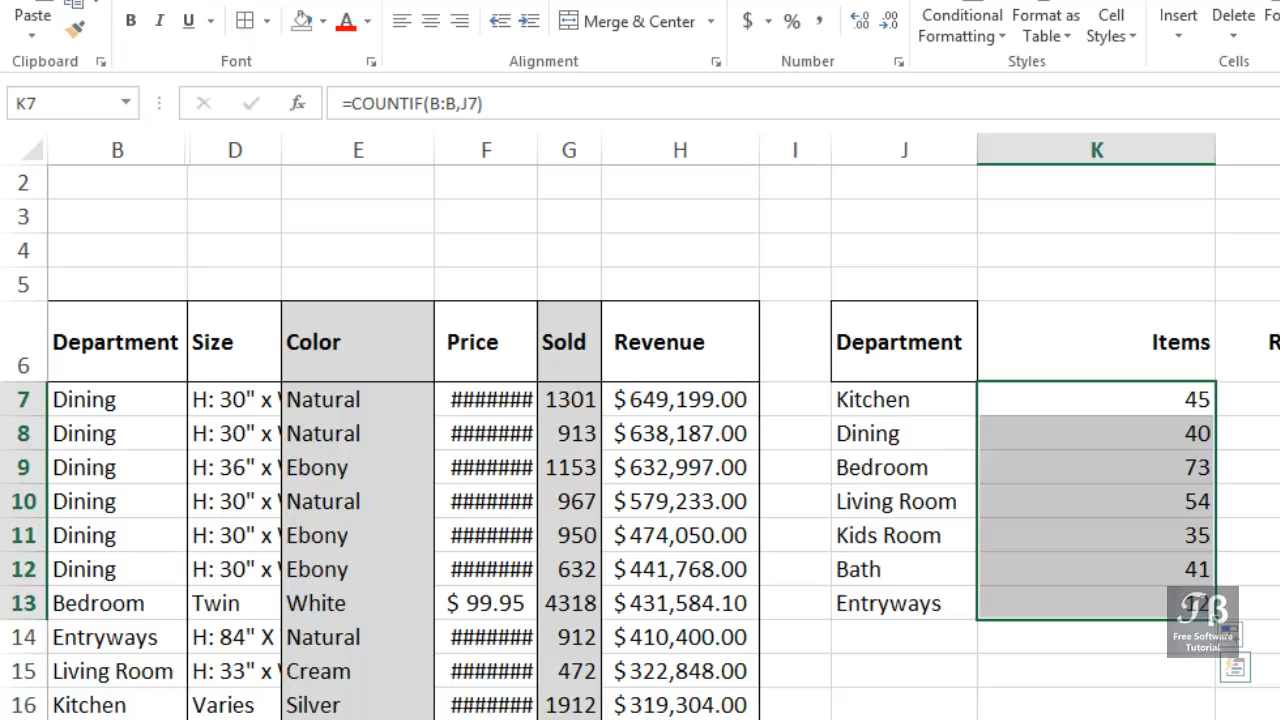 Paste B I U A Merge & Center $ % , .00 .00 Conditional Formatting Format as Table Cell Styles Insert Delete
Clipboard Font Alignment Number Styles Cells
K7 fx =COUNTIF(B:B,J7)
B D E F G H I J K
2
3
4
5
6 Department Size Color Price Sold Revenue Department Items R
7 Dining H: 30" x Natural ####### 1301 $ 649,199.00 Kitchen 45
8 Dining H: 30" x Natural ####### 913 $ 638,187.00 Dining 40
9 Dining H: 36" x Ebony ####### 1153 $ 632,997.00 Bedroom 73
10 Dining H: 30" x Natural ####### 967 $ 579,233.00 Living Room 54
11 Dining H: 30" x Ebony ####### 950 $ 474,050.00 Kids Room 35
12 Dining H: 30" x Ebony ####### 632 $ 441,768.00 Bath 41
13 Bedroom Twin White $ 99.95 4318 $ 431,584.10 Entryways 12
14 Entryways H: 84" X Natural ####### 912 $ 410,400.00
15 Living Room H: 33" x Cream ####### 472 $ 322,848.00
16 Kitchen Varies Silver ####### 1912 $ 319,304.00
Free Software
Tutorial